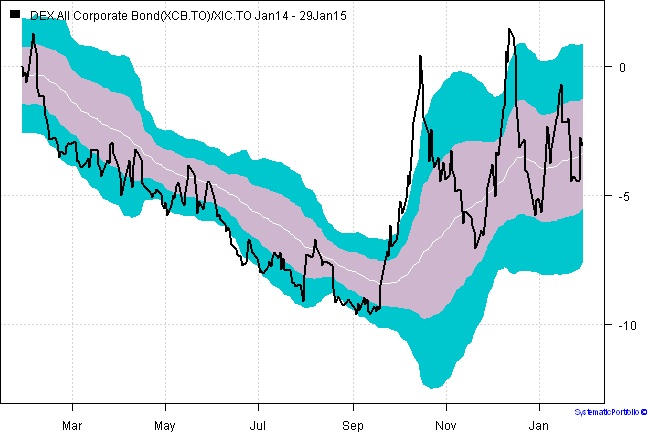 DEX All Corporate Bond(XCB.TO)/XIC.TO Jan14 - 29Jan15
0
-5
-10
Mar May Jul Sep Nov Jan
SystematicPortfolio ©